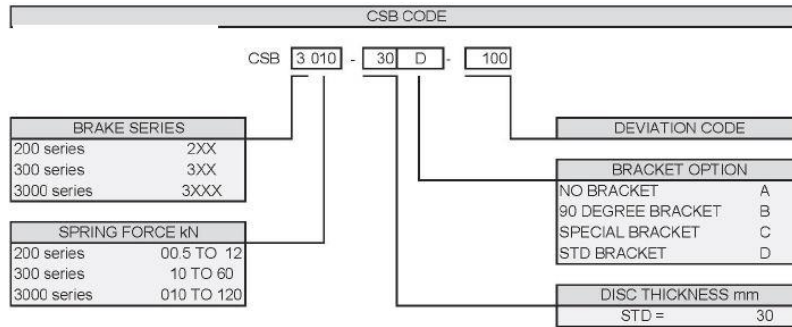 CSB CODE
CSB 3 010 - 30 D - 100
BRAKE SERIES
200 series 2XX
300 series 3XX
3000 series 3XXX
SPRING FORCE kN
200 series 00.5 TO 12
300 series 10 TO 60
3000 series 010 TO 120
DEVIATION CODE
BRACKET OPTION
NO BRACKET A
90 DEGREE BRACKET B
SPECIAL BRACKET C
STD BRACKET D
DISC THICKNESS mm
STD = 30